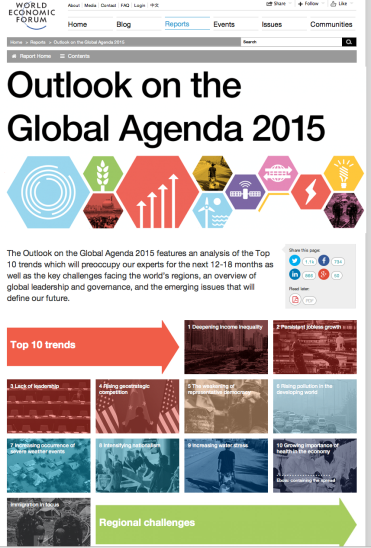 WORLD
ECONOMIC
FORUM
About Media Contact FAQ Login 中文
Share Follow Like
Home Blog Reports Events Issues Communities
Home Reports Outlook on the Global Agenda 2015
Search
Report Home Contents
Outlook on the
Global Agenda 2015
The Outlook on the Global Agenda 2015 features an analysis of the Top
10 trends which will preoccupy our experts for the next 12-18 months as
well as the key challenges facing the world's regions, an overview of
global leadership and governance, and the emerging issues that will
define our future.
Share this page:
Read later:
PDF
Top 10 trends
1 Deepening income inequality
2 Persistent jobless growth
3 Lack of leadership
4 Rising geostrategic
competition
5 The weakening of
representative democracy
6 Rising pollution in the
developing world
7 Increasing occurrence of
severe weather events
8 Intensifying nationalism
9 Increasing water stress
10 Growing importance of
health in the economy
Ebola: containing the spread
Immigration in focus
Regional challenges